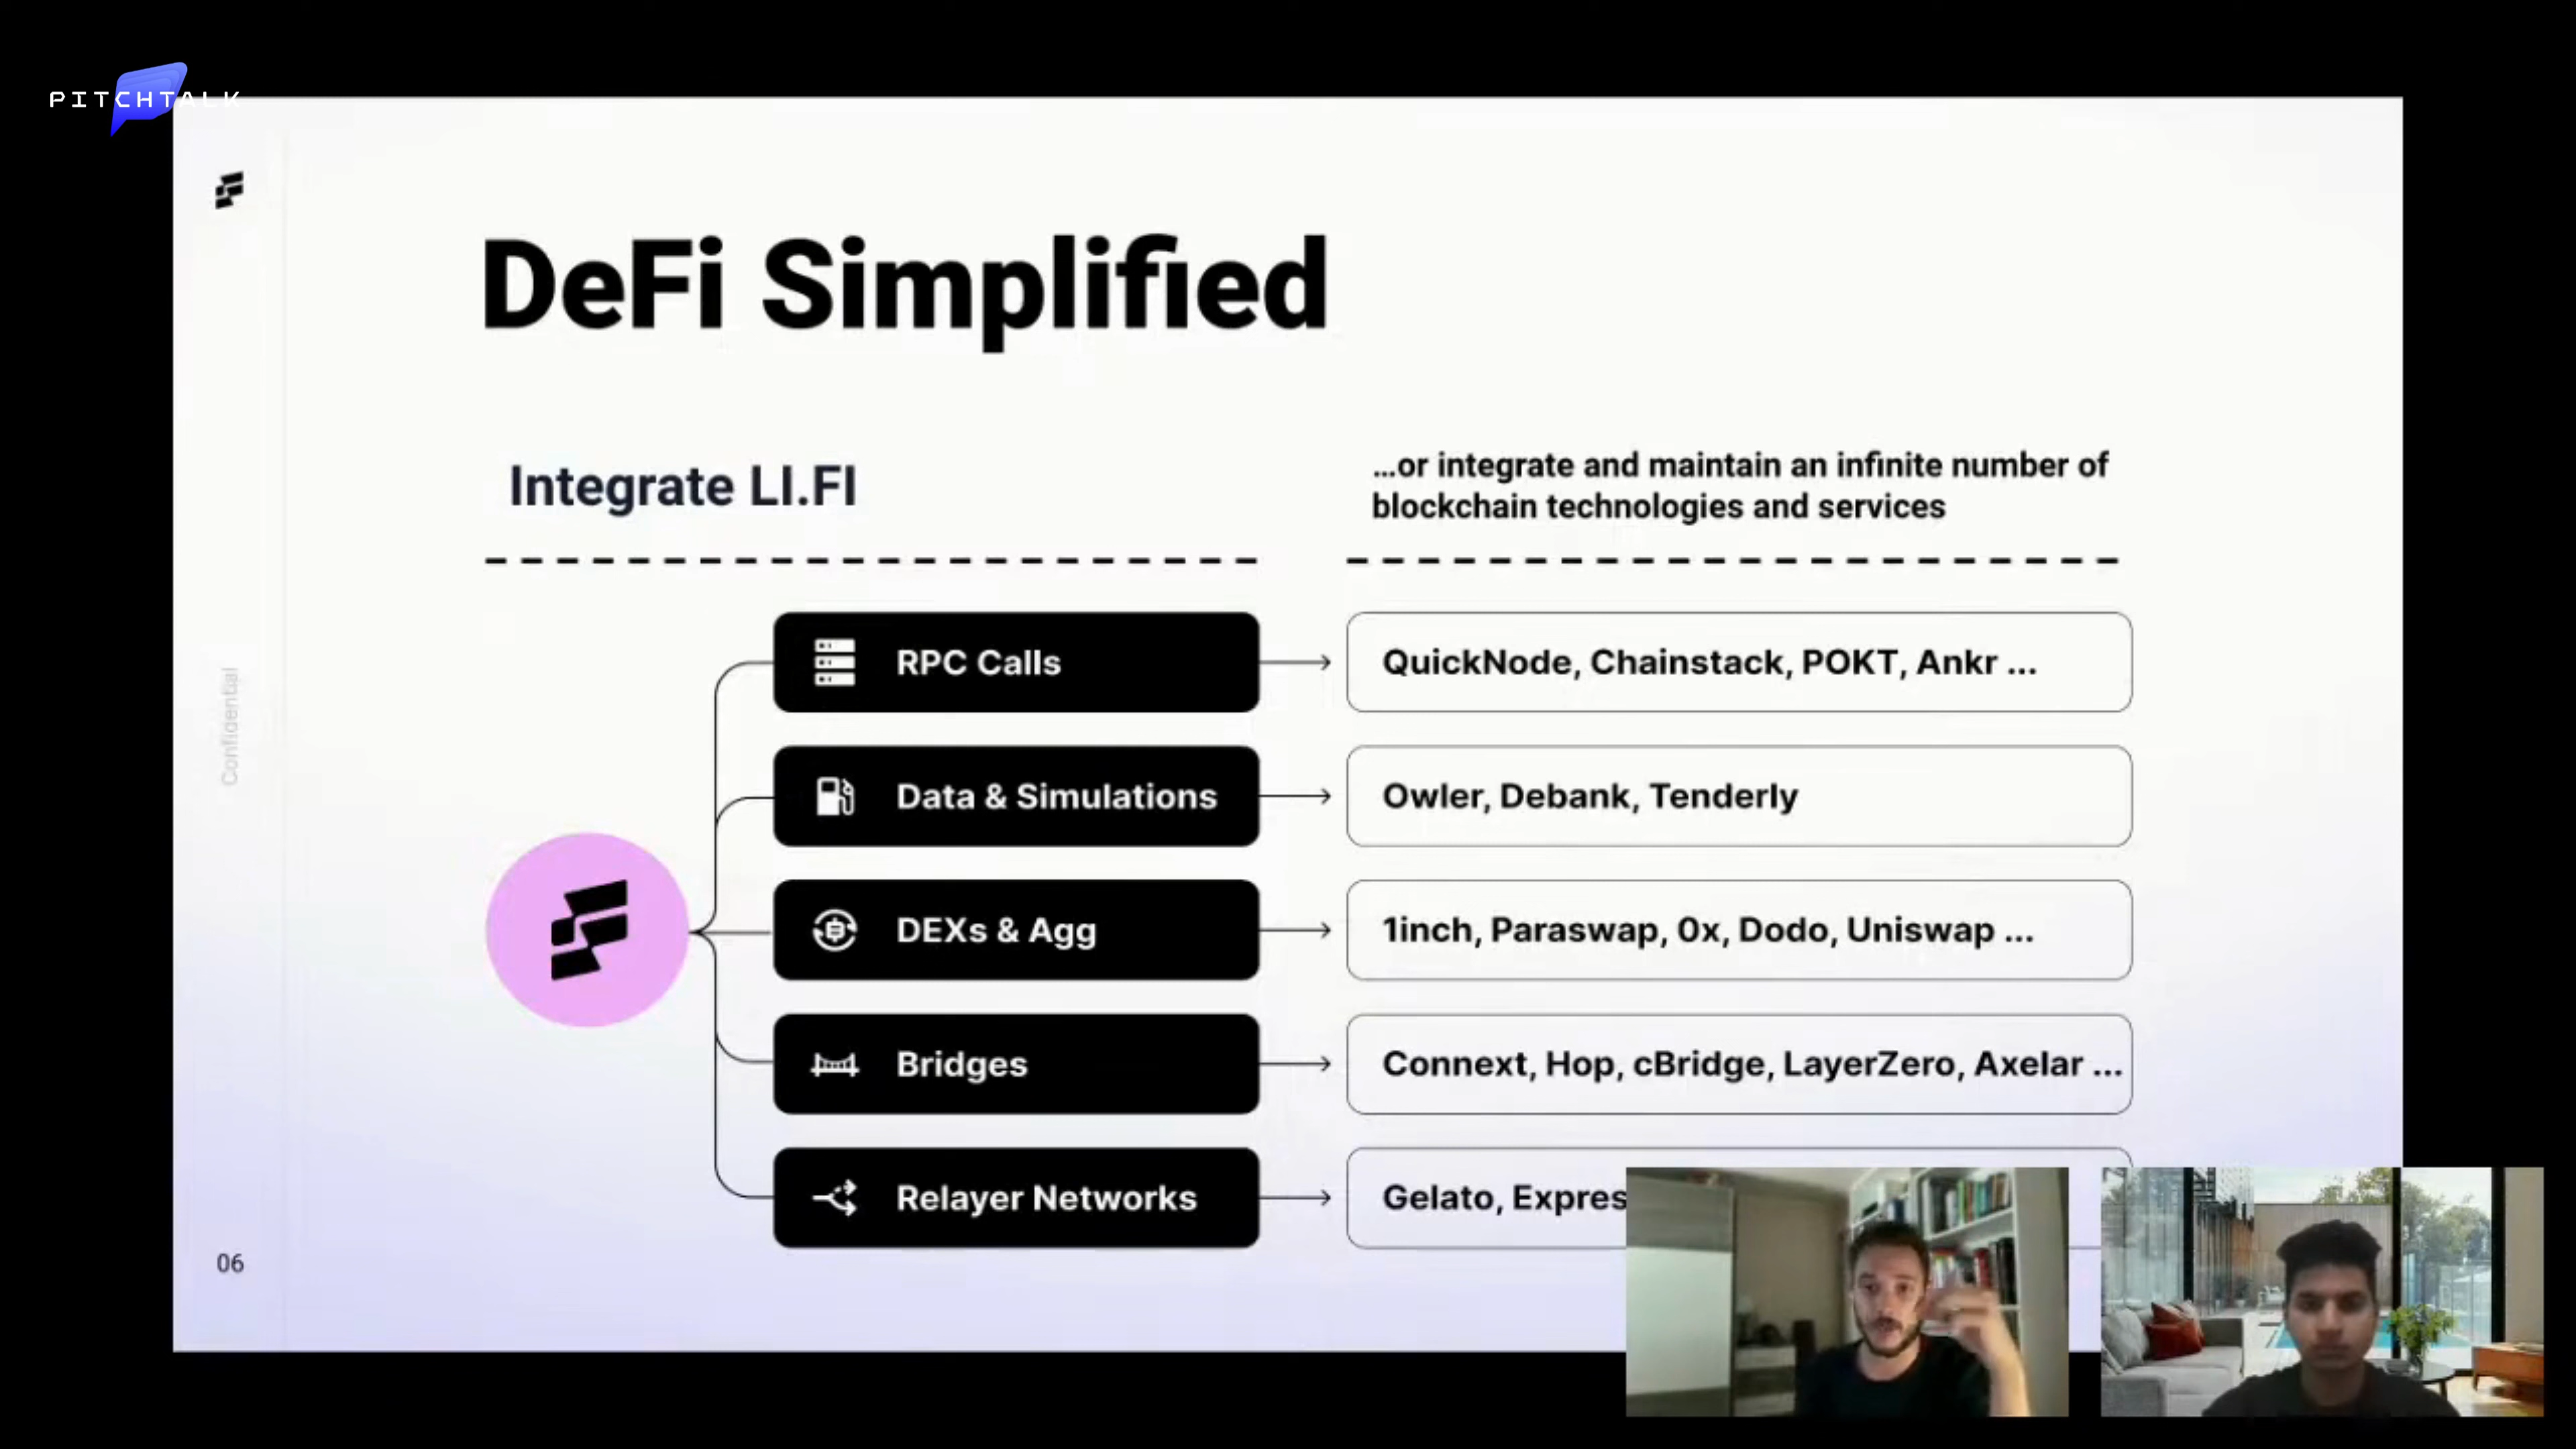 PITCHTALK
DeFi Simplified
Integrate LI.FI
...or integrate and maintain an infinite number of
blockchain technologies and services
RPC Calls
QuickNode, Chainstack, POKT, Ankr ...
Data & Simulations
Owler, Debank, Tenderly
DEXs & Agg
1inch, Paraswap, 0x, Dodo, Uniswap ...
Bridges
Connext, Hop, cBridge, LayerZero, Axelar ...
Relayer Networks
Gelato,
Confidential
06